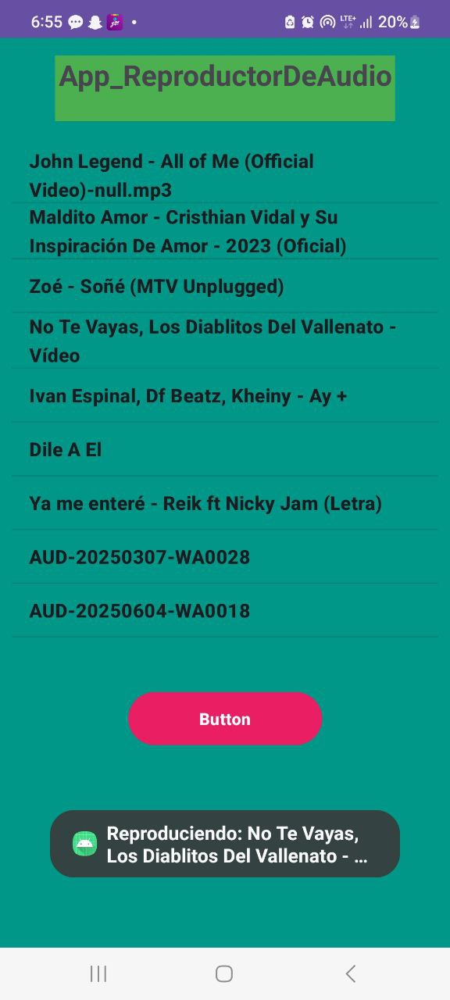 6:55
LTE+
20%
App_ReproductorDeAudio
John Legend - All of Me (Official
Video)-null.mp3
Maldito Amor - Cristhian Vidal y Su
Inspiración De Amor - 2023 (Oficial)
Zoé - Soñé (MTV Unplugged)
No Te Vayas, Los Diablitos Del Vallenato -
Vídeo
Ivan Espinal, Df Beatz, Kheiny - Ay +
Dile A El
Ya me enteré - Reik ft Nicky Jam (Letra)
AUD-20250307-WA0028
AUD-20250604-WA0018
Button
Reproduciendo: No Te Vayas,
Los Diablitos Del Vallenato - ...